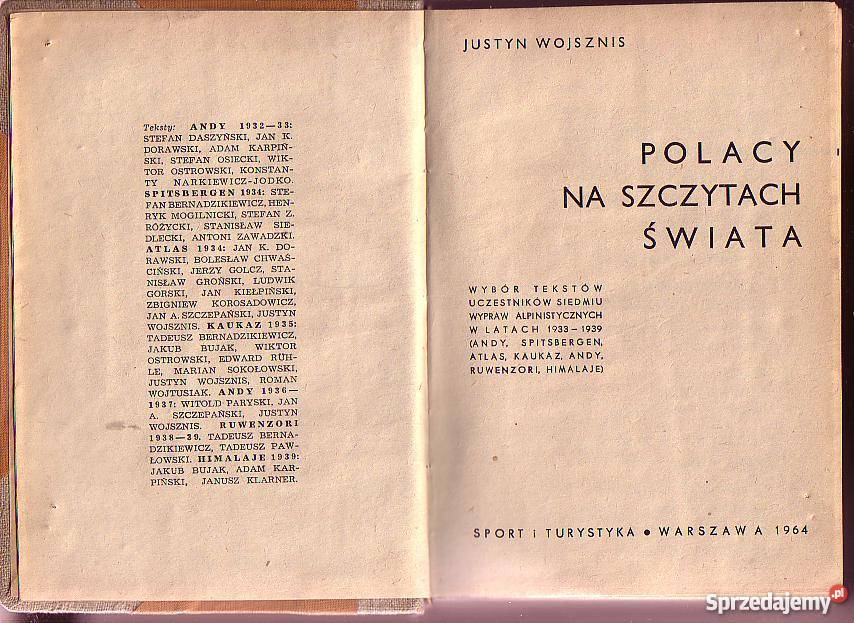 Teksty: ANDY 1932—33:
STEFAN DASZYŃSKI, JAN K.
DORAWSKI, ADAM KARPIŃ-
SKI, STEFAN OSIECKI, WIK-
TOR OSTROWSKI, KONSTAN-
TY NARKIEWICZ-JODKO.
SPITSBERGEN 1934: STE-
FAN BERNADZIKIEWICZ, HEN-
RYK MOGILNICKI, STEFAN Z.
RÓŻYCKI, STANISŁAW SIE-
DLECKI, ANTONI ZAWADZKI.
ATLAS 1934: JAN K. DO-
RAWSKI, BOLESŁAW CHWAŚ-
CIŃSKI, JERZY GOLCZ, STA-
NISŁAW GROŃSKI, LUDWIK
GÓRSKI, JAN KIEŁPIŃSKI,
ZBIGNIEW KOROSADOWICZ,
JAN A. SZCZEPAŃSKI, JUSTYN
WOJSZNIS. KAUKAZ 1935:
TADEUSZ BERNADZIKIEWICZ,
JAKUB BUJAK, WIKTOR
OSTROWSKI, EDWARD RÜH-
LE, MARIAN SOKOŁOWSKI,
JUSTYN WOJSZNIS, ROMAN
WOJTUSIAK. ANDY 1936—
1937: WITOLD PARYSKI, JAN
A. SZCZEPAŃSKI, JUSTYN
WOJSZNIS. RUWENZORI
1938—39. TADEUSZ BERNA-
DZIKIEWICZ, TADEUSZ PAW-
ŁOWSKI. HIMALAJE 1939:
JAKUB BUJAK, ADAM KAR-
PIŃSKI, JANUSZ KLARNER.
JUSTYN WOJSZNIS
POLACY
NA SZCZYTACH
ŚWIATA
WYBÓR TEKSTÓW
UCZESTNIKÓW SIEDMIU
WYPRAW ALPINISTYCZNYCH
W LATACH 1933–1939
(ANDY, SPITSBERGEN,
ATLAS, KAUKAZ, ANDY,
RUWENZORI, HIMALAJE)
SPORT I TURYSTYKA • WARSZAWA 1964
Sprzedajemy.pl